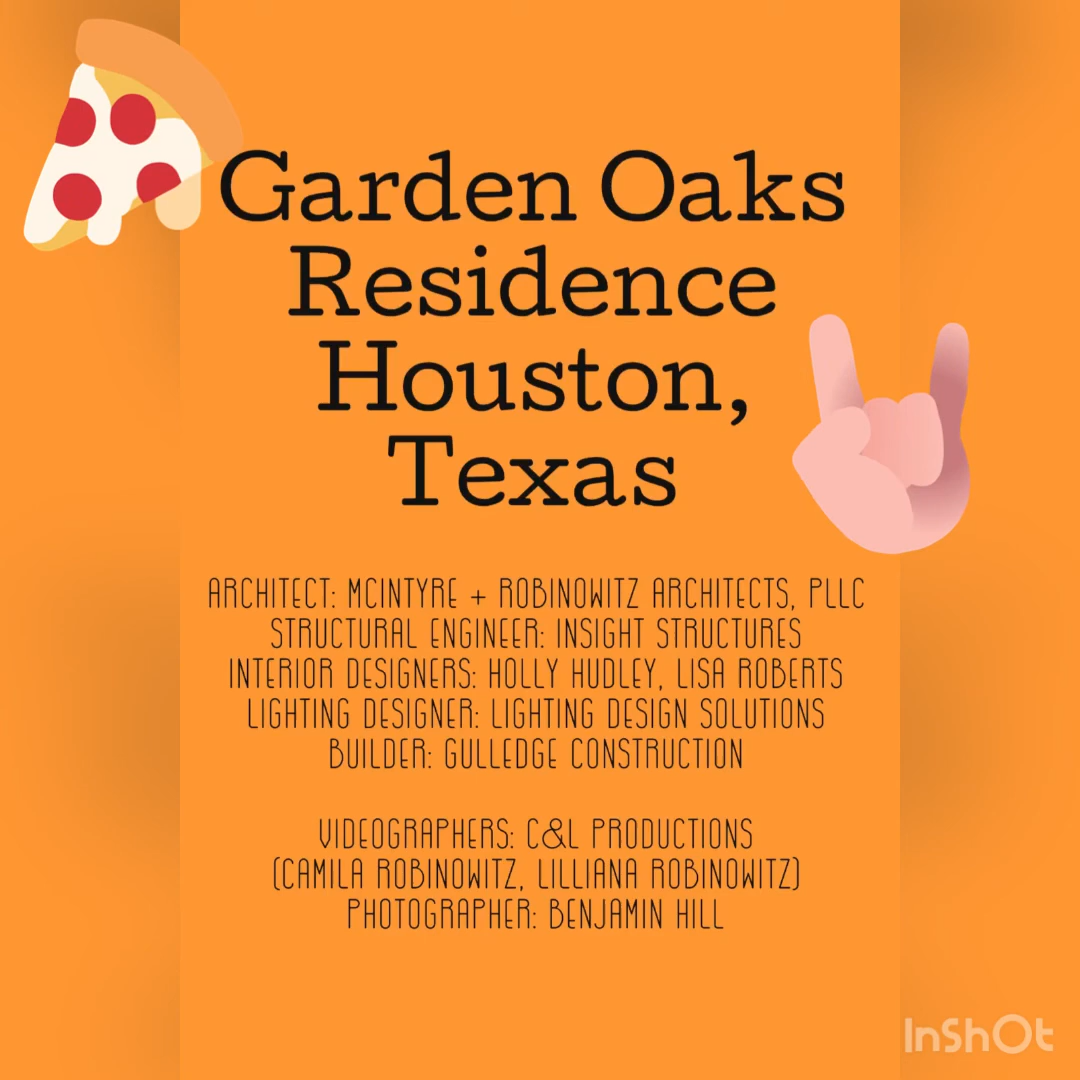 Garden Oaks
Residence
Houston,
Texas
ARCHITECT: MCINTYRE + ROBINOWITZ ARCHITECTS, PLLC
STRUCTURAL ENGINEER: INSIGHT STRUCTURES
INTERIOR DESIGNERS: HOLLY HUDLEY, LISA ROBERTS
LIGHTING DESIGNER: LIGHTING DESIGN SOLUTIONS
BUILDER: GULLEDGE CONSTRUCTION
VIDEOGRAPHERS: C&L PRODUCTIONS
(CAMILA ROBINOWITZ, LILLIANA ROBINOWITZ)
PHOTOGRAPHER: BENJAMIN HILL
InShOt